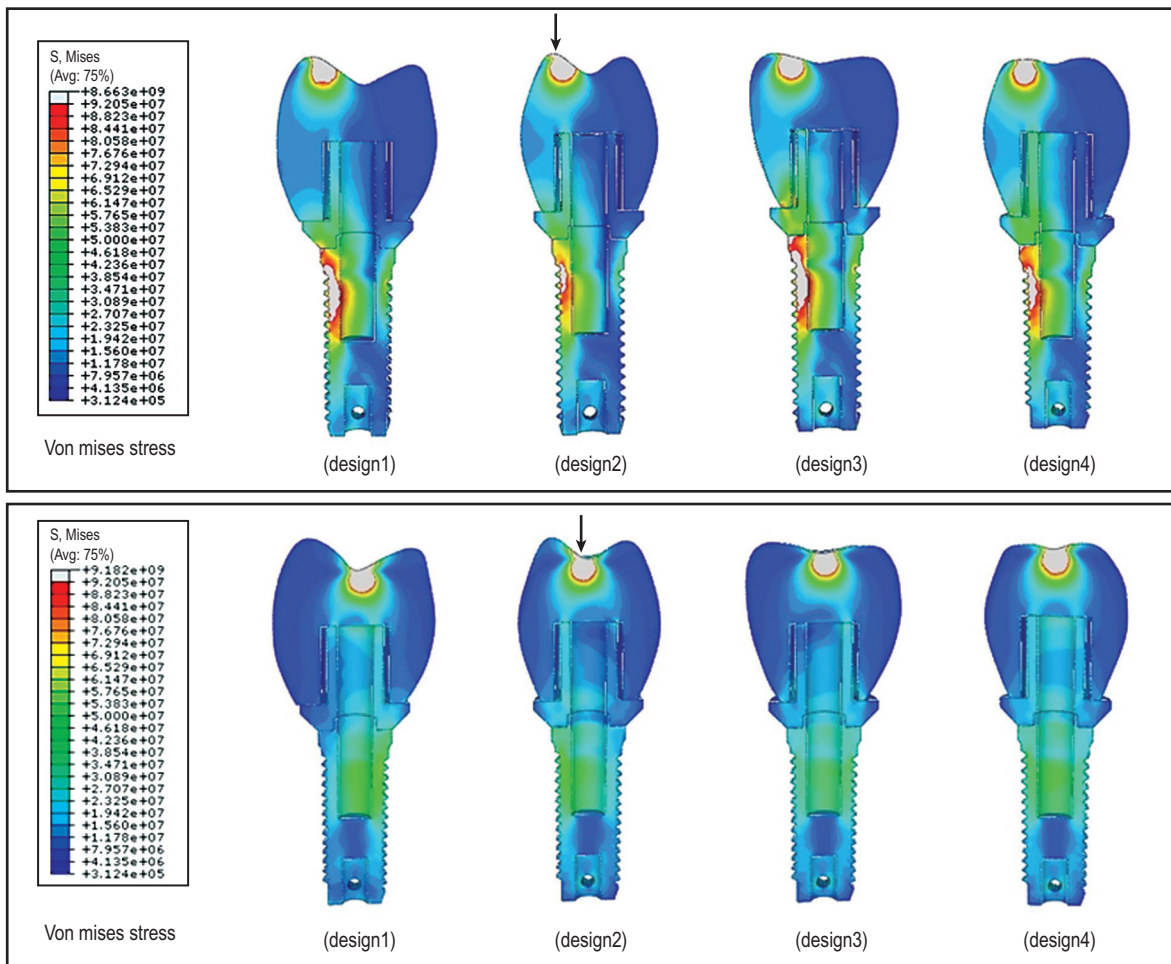 S, Mises
(Avg: 75%)
+8.663e+09
+9.205e+07
+8.823e+07
+8.441e+07
+8.058e+07
+7.676e+07
+7.294e+07
+6.912e+07
+6.529e+07
+6.147e+07
+5.765e+07
+5.383e+07
+5.000e+07
+4.618e+07
+4.236e+07
+3.854e+07
+3.471e+07
+3.089e+07
+2.707e+07
+2.325e+07
+1.942e+07
+1.560e+07
+1.178e+07
+7.957e+06
+4.135e+06
+3.124e+05
Von mises stress
(design1)
(design2)
(design3)
(design4)
S, Mises
(Avg: 75%)
+9.182e+09
+9.205e+07
+8.823e+07
+8.441e+07
+8.058e+07
+7.676e+07
+7.294e+07
+6.912e+07
+6.529e+07
+6.147e+07
+5.765e+07
+5.383e+07
+5.000e+07
+4.618e+07
+4.236e+07
+3.854e+07
+3.471e+07
+3.089e+07
+2.707e+07
+2.325e+07
+1.942e+07
+1.560e+07
+1.178e+07
+7.957e+06
+4.135e+06
+3.124e+05
Von mises stress
(design1)
(design2)
(design3)
(design4)